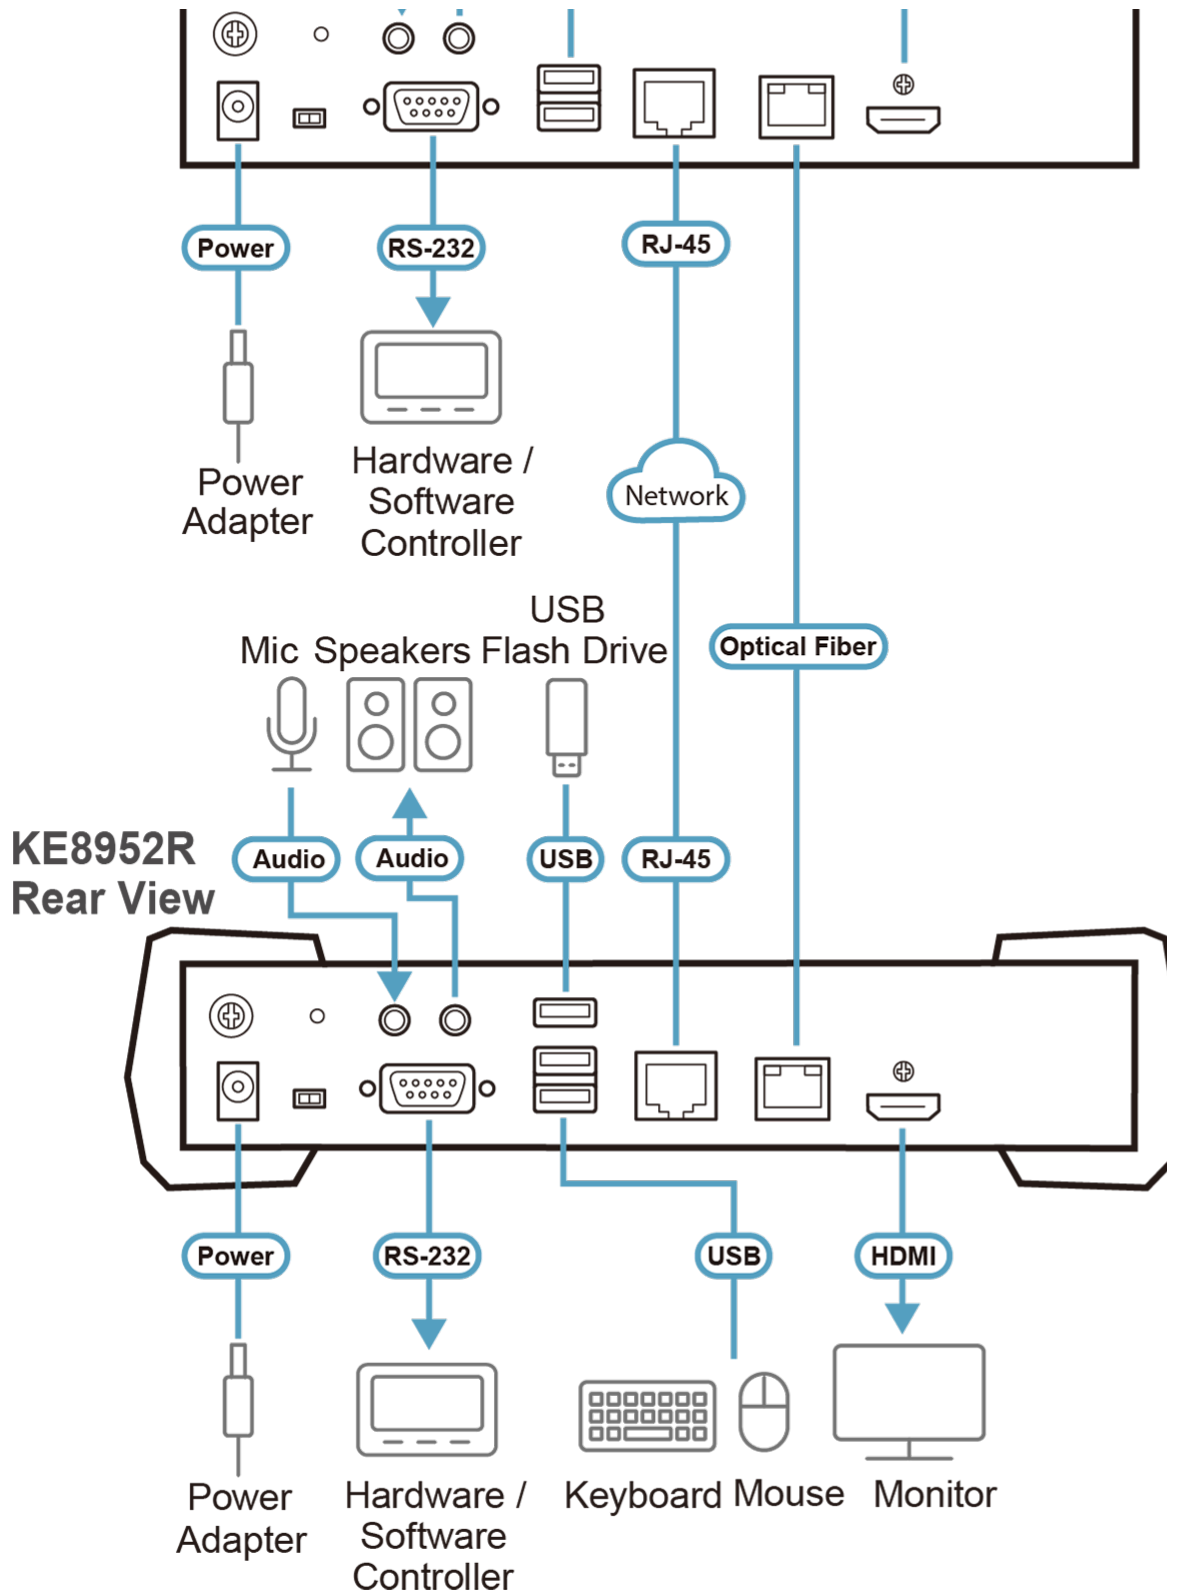 Power
RS-232
RJ-45
Power
Adapter
Hardware /
Software
Controller
Network
Optical Fiber
Mic
Speakers
USB
Flash Drive
KE8952R
Rear View
Audio
Audio
USB
RJ-45
Power
RS-232
USB
HDMI
Power
Adapter
Hardware /
Software
Controller
Keyboard
Mouse
Monitor